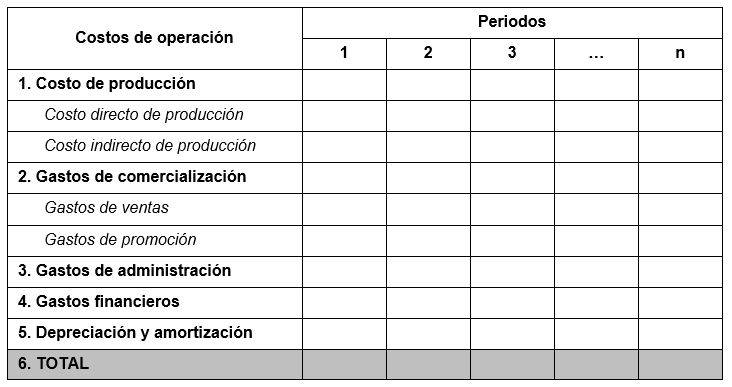 Costos de operación
Periodos
1 2 3 … n
1. Costo de producción
Costo directo de producción
Costo indirecto de producción
2. Gastos de comercialización
Gastos de ventas
Gastos de promoción
3. Gastos de administración
4. Gastos financieros
5. Depreciación y amortización
6. TOTAL